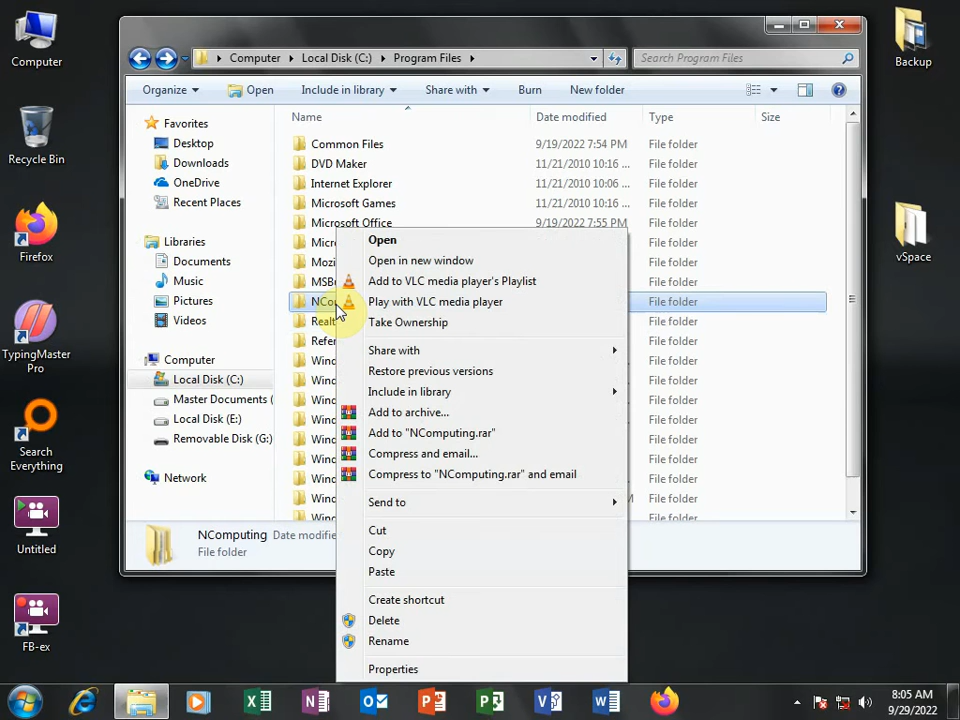 Computer
Recycle Bin
Firefox
TypingMaster
Pro
Search
Everything
Untitled
FB-ex
Backup
vSpace
Computer Local Disk (C:) Program Files
Search Program Files
Organize Open Include in library Share with Burn New folder
Favorites
Desktop
Downloads
OneDrive
Recent Places
Libraries
Documents
Music
Pictures
Videos
Computer
Local Disk (C:)
Master Documents (
Local Disk (E:)
Removable Disk (G:)
Network
Name Date modified Type Size
Common Files 9/19/2022 7:54 PM File folder
DVD Maker 11/21/2010 10:16 ... File folder
Internet Explorer 11/21/2010 10:06 ... File folder
Microsoft Games 11/21/2010 10:16 ... File folder
Microsoft Office 9/19/2022 7:55 PM File folder
Micr File folder
Mozi File folder
MSB File folder
NCo File folder
Realt File folder
Refer File folder
Wind File folder
Wind File folder
Wind File folder
Wind File folder
Wind File folder
Wind File folder
Wind File folder
Wind File folder
Wind
Open
Open in new window
Add to VLC media player's Playlist
Play with VLC media player
Take Ownership
Share with
Restore previous versions
Include in library
Add to archive...
Add to "NComputing.rar"
Compress and email...
Compress to "NComputing.rar" and email
Send to
Cut
Copy
Paste
Create shortcut
Delete
Rename
Properties
NComputing Date modifie
File folder
8:05 AM
9/29/2022